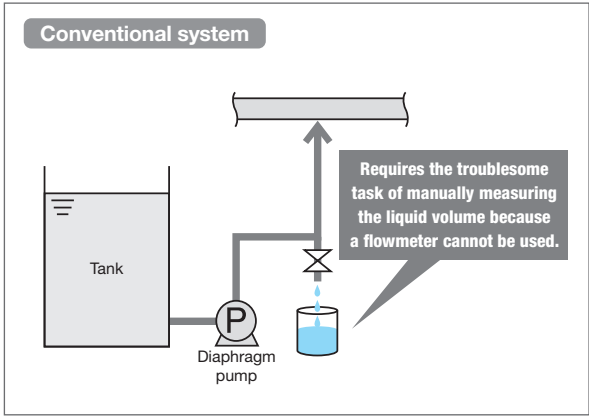 Conventional system
Requires the troublesome
task of manually measuring
the liquid volume because
a flowmeter cannot be used.
Tank
P
Diaphragm
pump